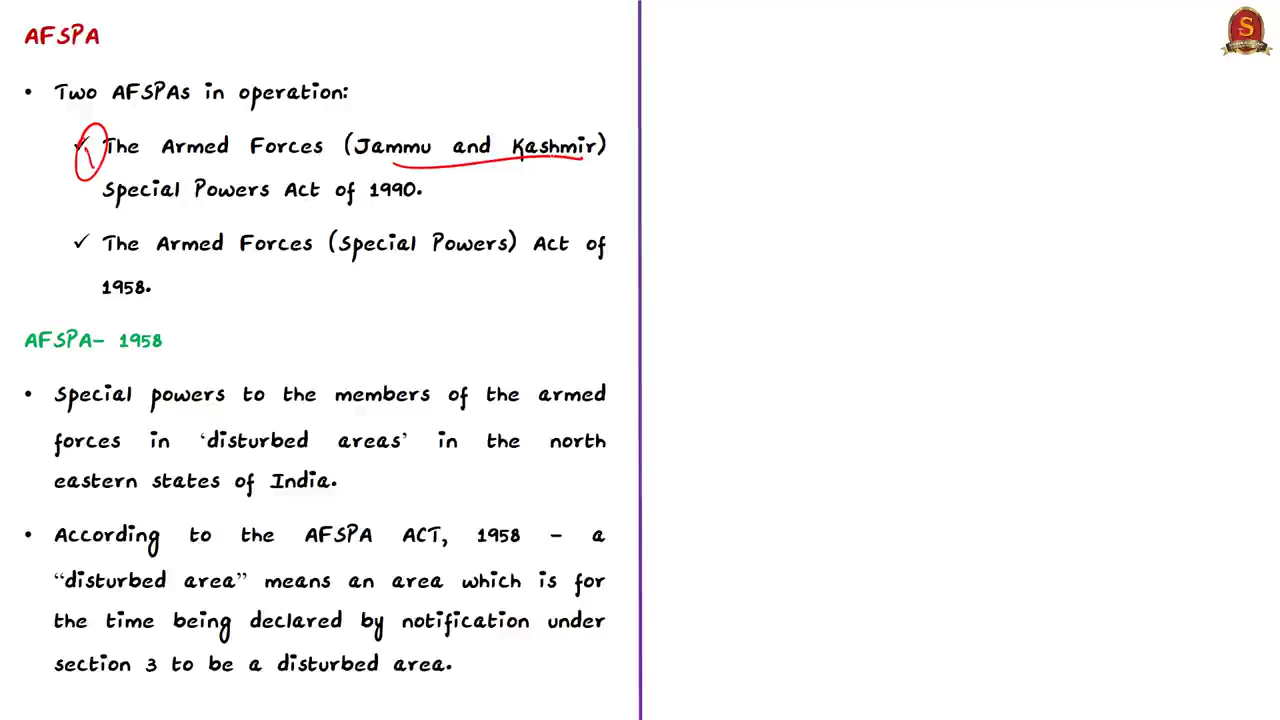 AFSPA
• Two AFSPAs in operation:
✓ The Armed Forces (Jammu and Kashmir)
Special Powers Act of 1990.
✓ The Armed Forces (Special Powers) Act of
1958.
AFSPA- 1958
• Special powers to the members of the armed
forces in ‘disturbed areas’ in the north
eastern states of India.
• According to the AFSPA ACT, 1958 - a
“disturbed area” means an area which is for
the time being declared by notification under
section 3 to be a disturbed area.
S